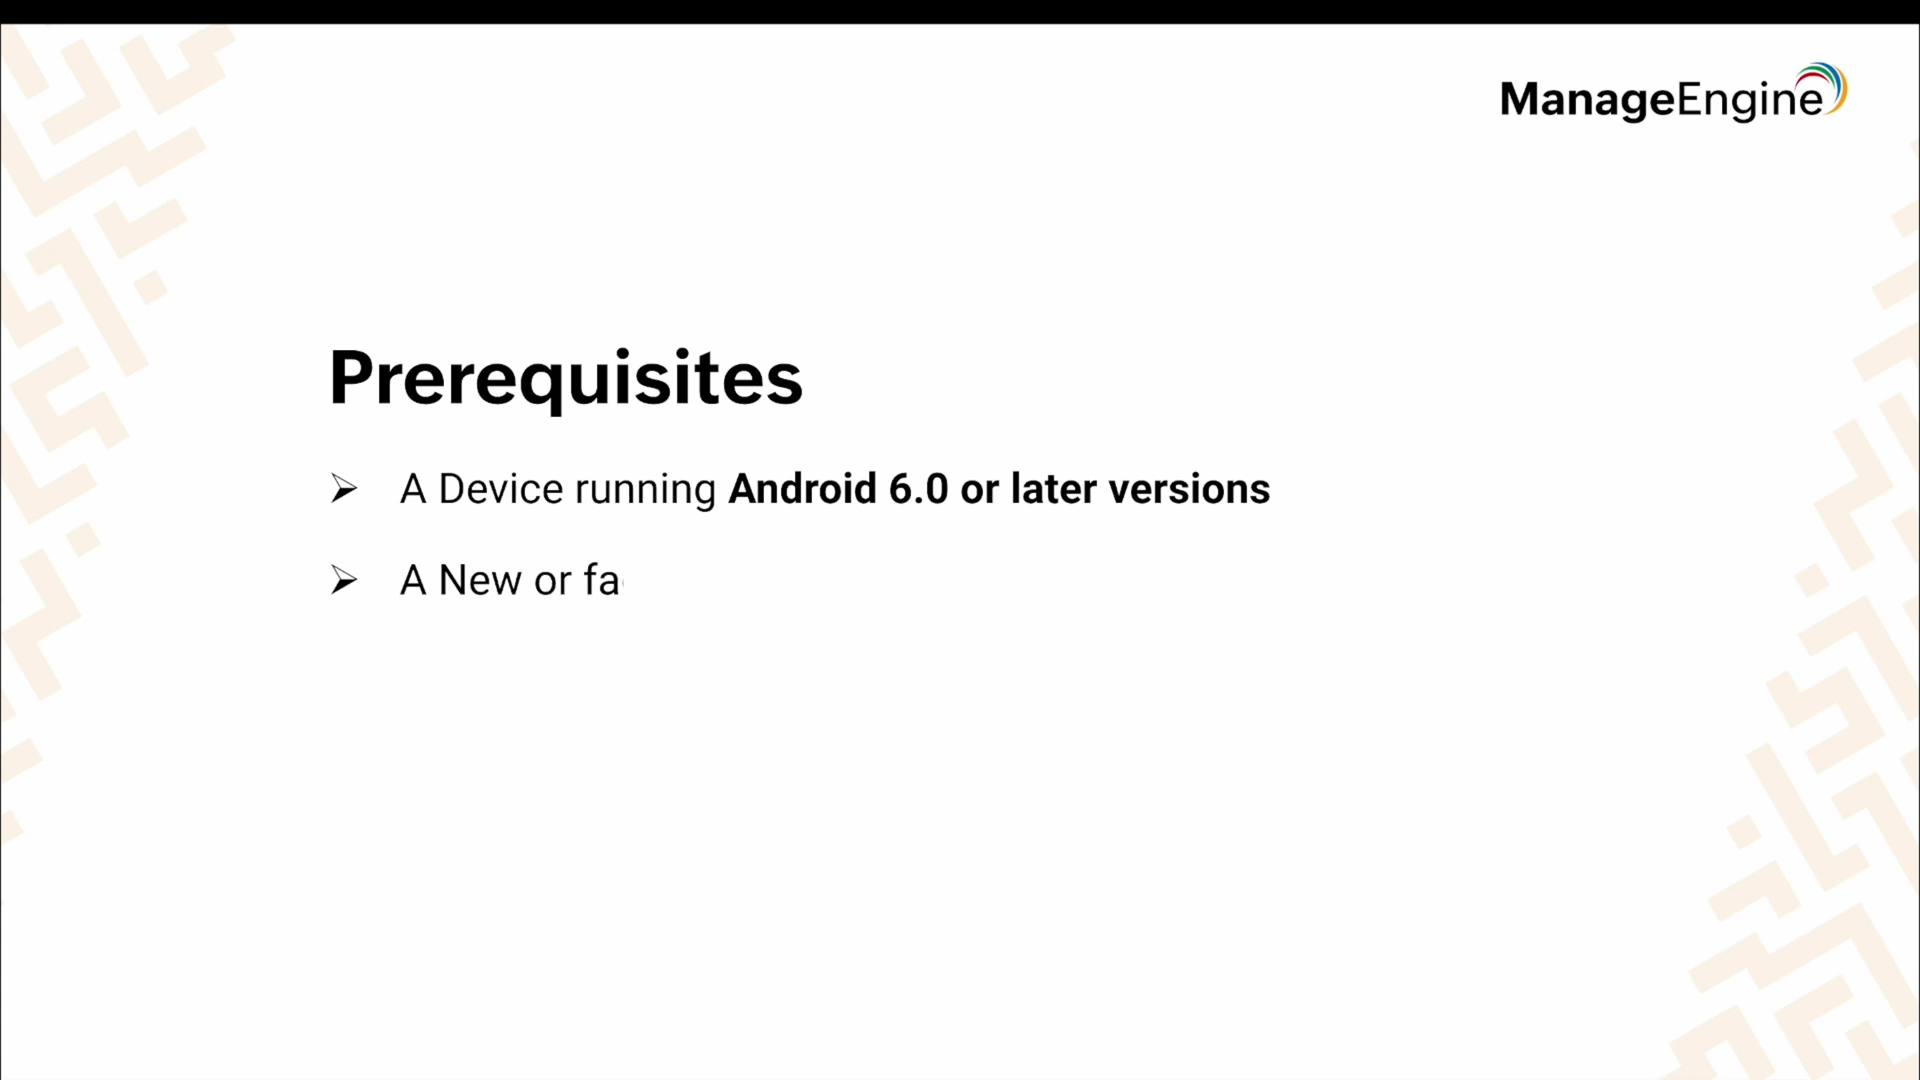 ManageEngine
Prerequisites
➢ A Device running Android 6.0 or later versions
➢ A New or fa